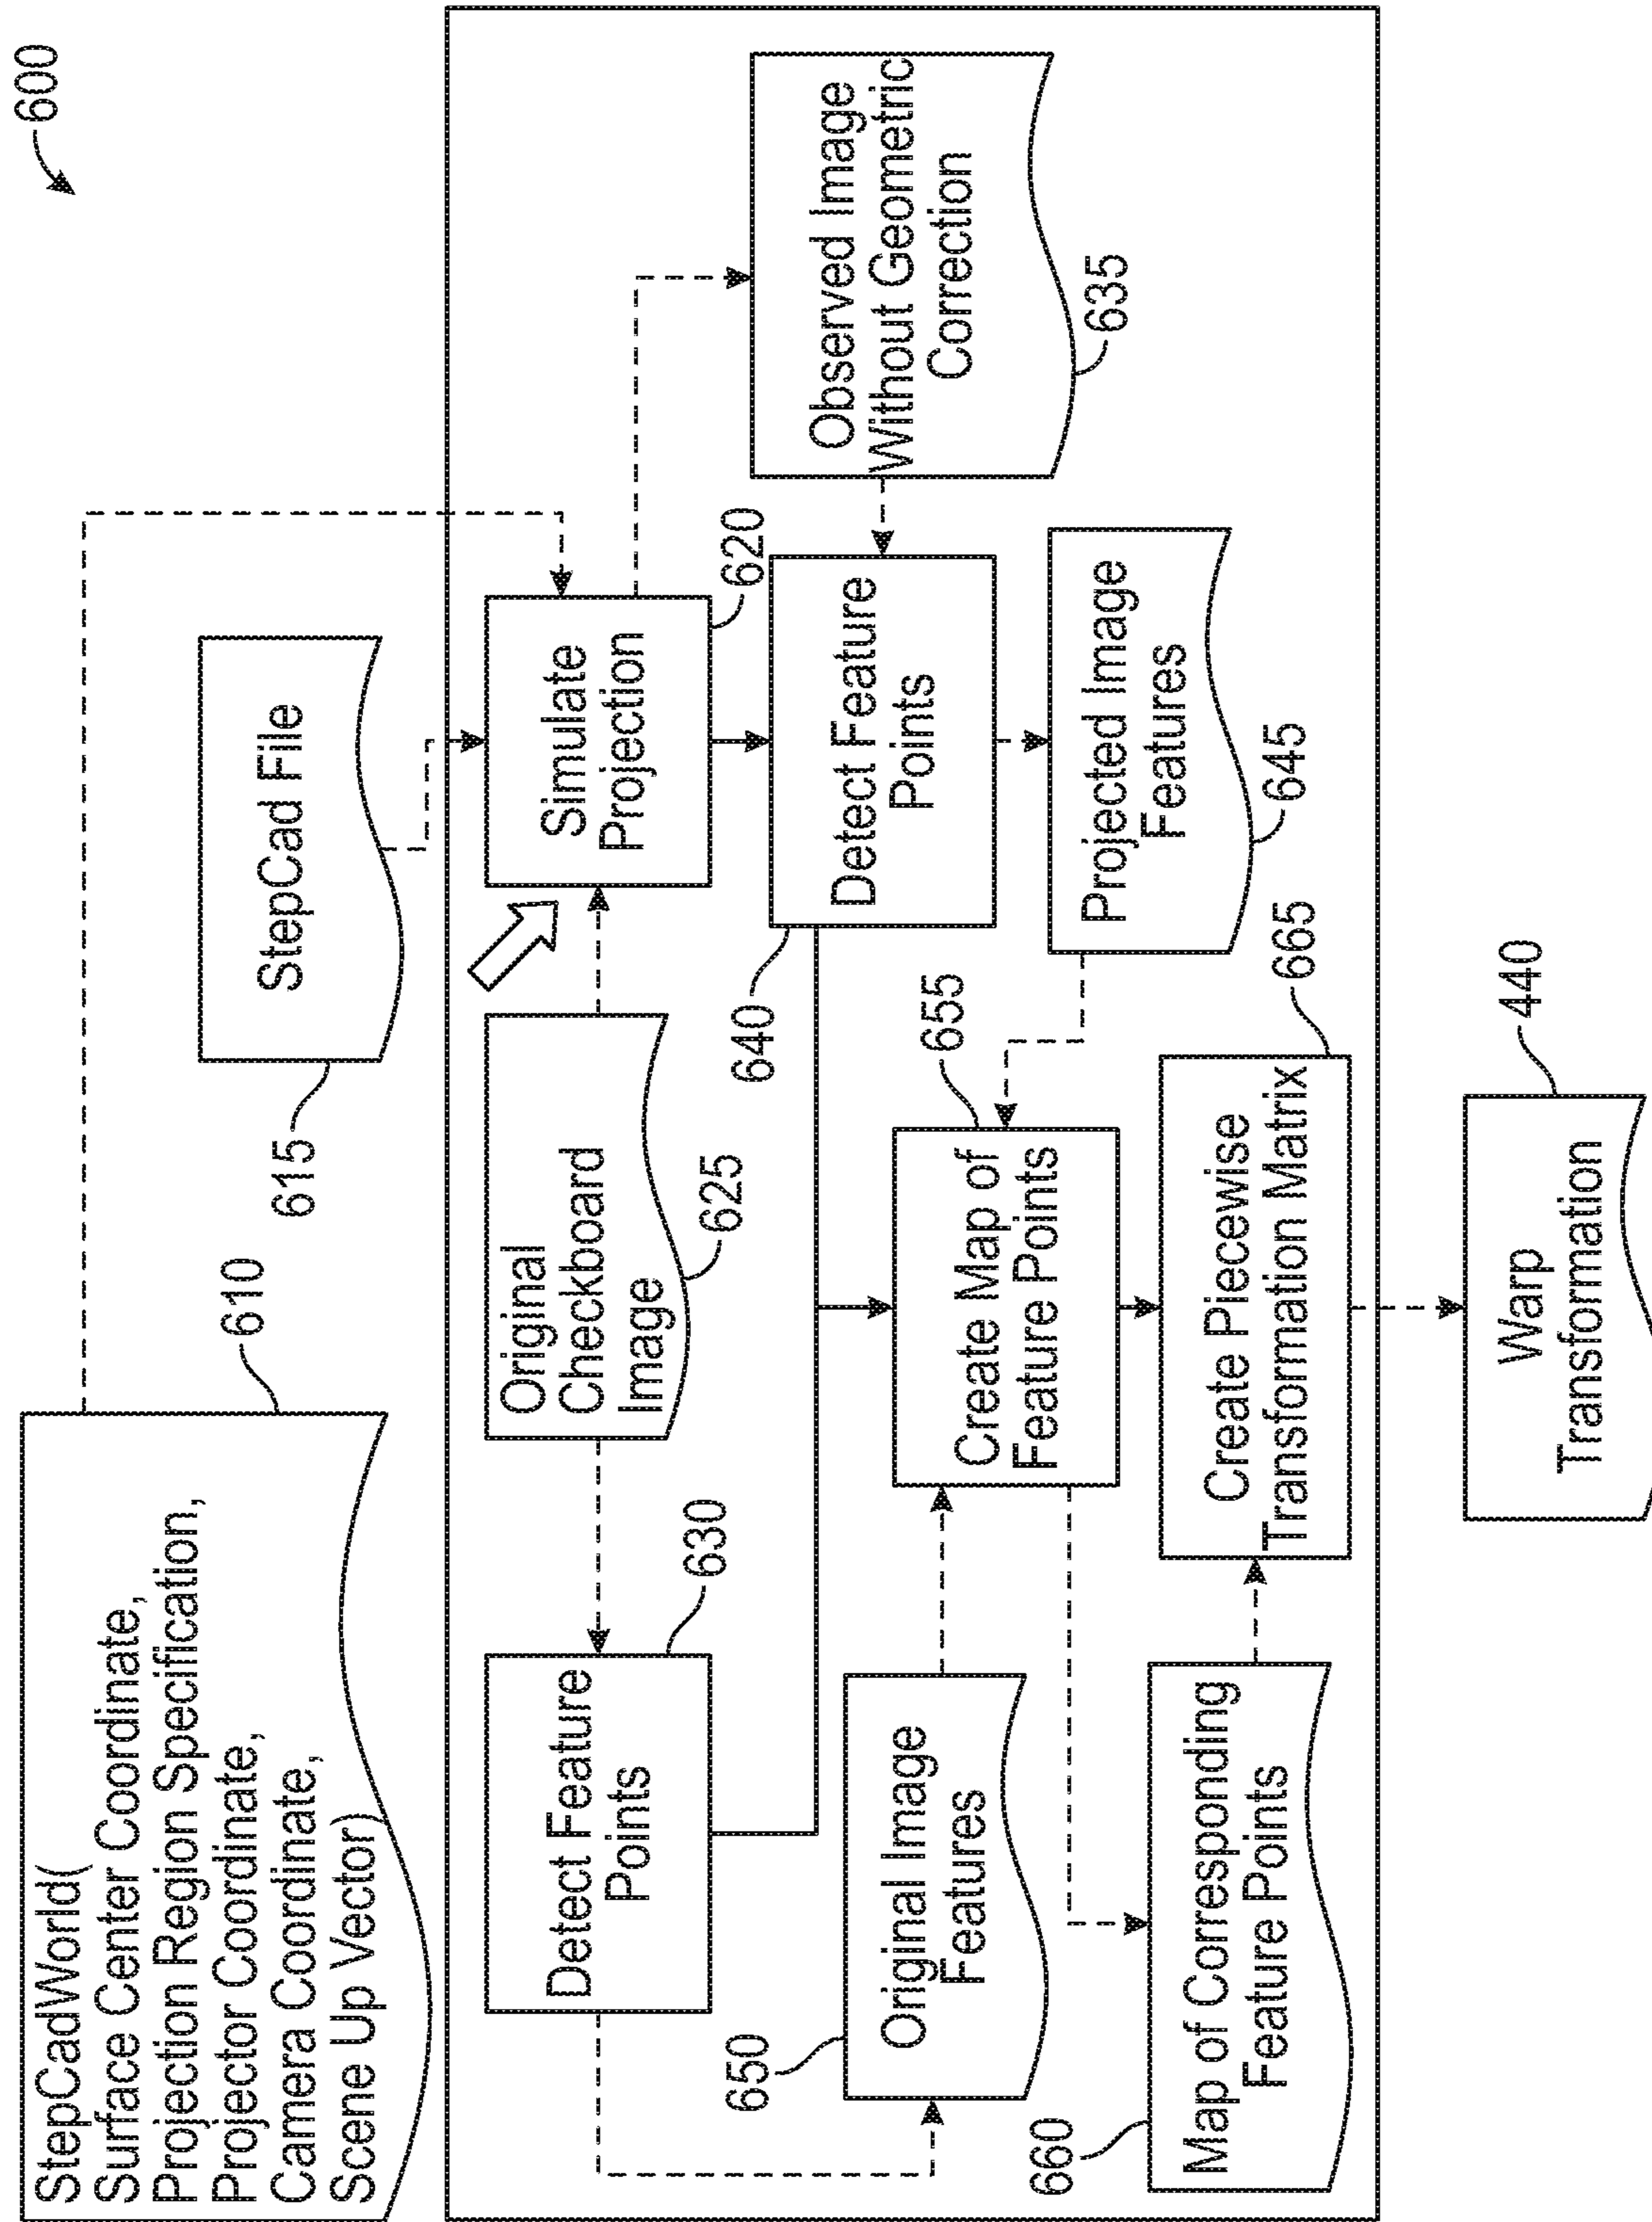 600
StepCadWorld(
Surface Center Coordinate,
Projection Region Specification,
Projector Coordinate,
Camera Coordinate,
Scene Up Vector)
610
StepCad File
615
Detect Feature
Points
630
Original
Checkboard
Image
625
Simulate
Projection
620
Observed Image
Without Geometric
Correction
635
Detect Feature
Points
640
Original Image
Features
650
Create Map of
Feature Points
655
Projected Image
Features
645
Map of Corresponding
Feature Points
660
Create Piecewise
Transformation Matrix
665
Warp
Transformation
440